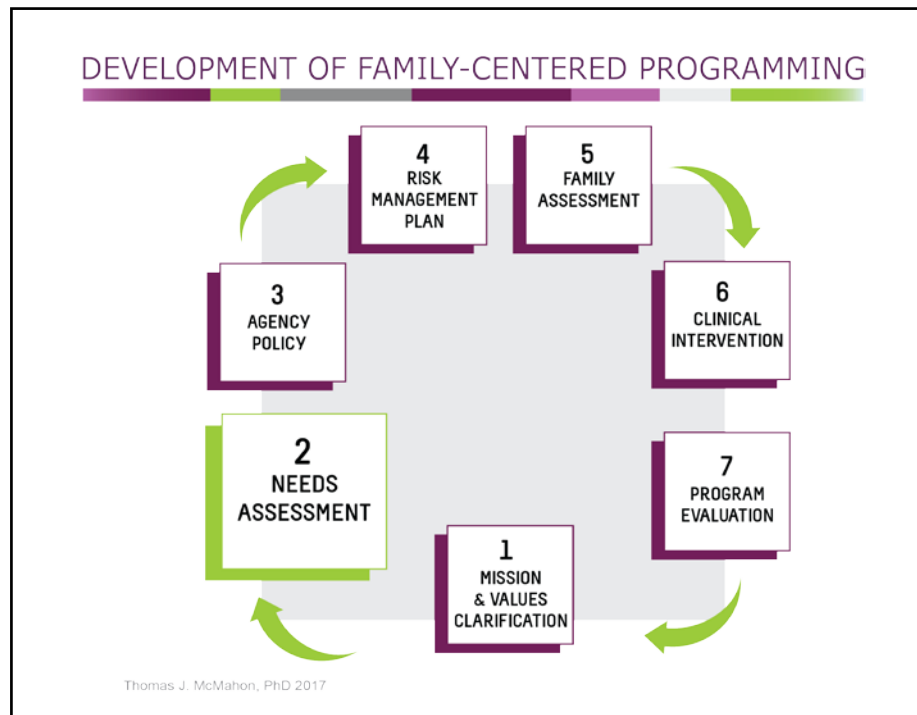 DEVELOPMENT OF FAMILY-CENTERED PROGRAMMING
4
RISK
MANAGEMENT
PLAN
5
FAMILY
ASSESSMENT
3
AGENCY
POLICY
6
CLINICAL
INTERVENTION
2
NEEDS
ASSESSMENT
7
PROGRAM
EVALUATION
1
MISSION
& VALUES
CLARIFICATION
Thomas J. McMahon, PhD 2017